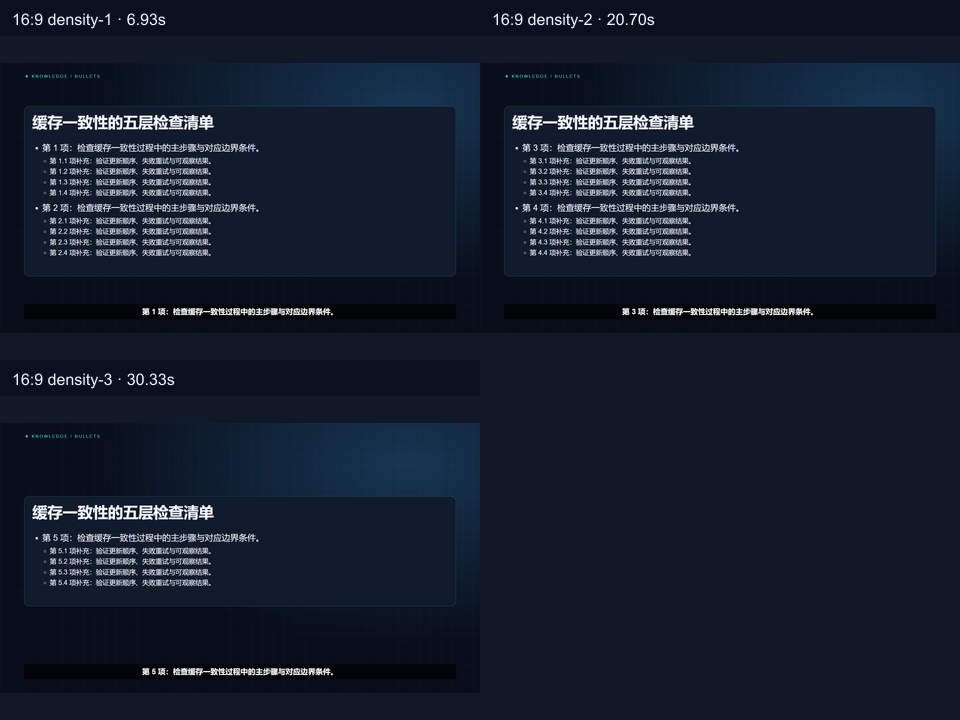 16:9 density-1 · 6.93s
◆ KNOWLEDGE / BULLETS
缓存一致性的五层检查清单
• 第 1 项：检查缓存一致性过程中的主步骤与对应边界条件。
第 1.1 项补充：验证更新顺序、失败重试与可观察结果。
第 1.2 项补充：验证更新顺序、失败重试与可观察结果。
第 1.3 项补充：验证更新顺序、失败重试与可观察结果。
第 1.4 项补充：验证更新顺序、失败重试与可观察结果。
• 第 2 项：检查缓存一致性过程中的主步骤与对应边界条件。
第 2.1 项补充：验证更新顺序、失败重试与可观察结果。
第 2.2 项补充：验证更新顺序、失败重试与可观察结果。
第 2.3 项补充：验证更新顺序、失败重试与可观察结果。
第 2.4 项补充：验证更新顺序、失败重试与可观察结果。
第 1 项：检查缓存一致性过程中的主步骤与对应边界条件。
16:9 density-2 · 20.70s
◆ KNOWLEDGE / BULLETS
缓存一致性的五层检查清单
• 第 3 项：检查缓存一致性过程中的主步骤与对应边界条件。
第 3.1 项补充：验证更新顺序、失败重试与可观察结果。
第 3.2 项补充：验证更新顺序、失败重试与可观察结果。
第 3.3 项补充：验证更新顺序、失败重试与可观察结果。
第 3.4 项补充：验证更新顺序、失败重试与可观察结果。
• 第 4 项：检查缓存一致性过程中的主步骤与对应边界条件。
第 4.1 项补充：验证更新顺序、失败重试与可观察结果。
第 4.2 项补充：验证更新顺序、失败重试与可观察结果。
第 4.3 项补充：验证更新顺序、失败重试与可观察结果。
第 4.4 项补充：验证更新顺序、失败重试与可观察结果。
第 3 项：检查缓存一致性过程中的主步骤与对应边界条件。
16:9 density-3 · 30.33s
◆ KNOWLEDGE / BULLETS
缓存一致性的五层检查清单
• 第 5 项：检查缓存一致性过程中的主步骤与对应边界条件。
第 5.1 项补充：验证更新顺序、失败重试与可观察结果。
第 5.2 项补充：验证更新顺序、失败重试与可观察结果。
第 5.3 项补充：验证更新顺序、失败重试与可观察结果。
第 5.4 项补充：验证更新顺序、失败重试与可观察结果。
第 5 项：检查缓存一致性过程中的主步骤与对应边界条件。